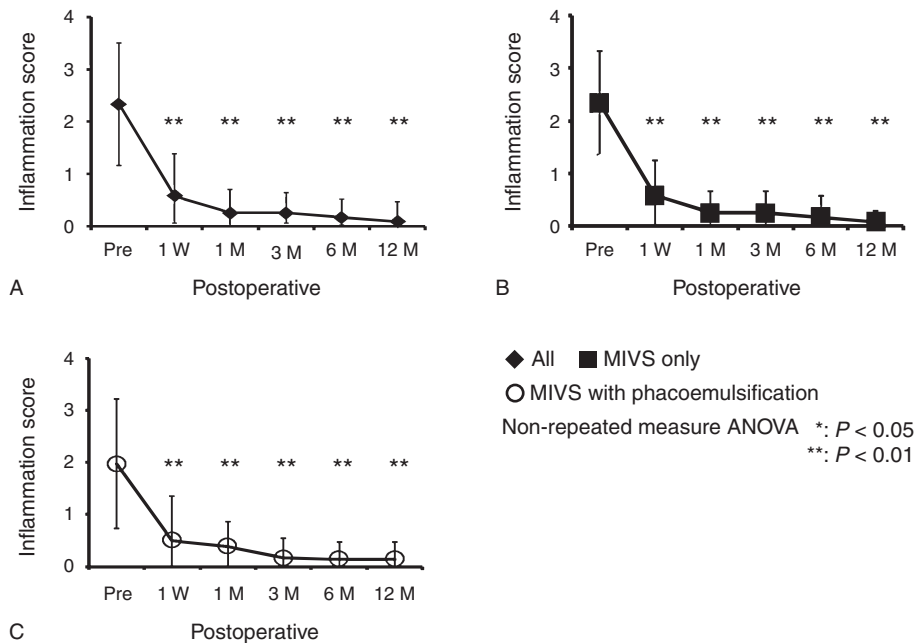 4
3
2
1
0
Inflammation score
** ** ** ** **
Pre 1 W 1 M 3 M 6 M 12 M
A Postoperative
4
3
2
1
0
Inflammation score
** ** ** ** **
Pre 1 W 1 M 3 M 6 M 12 M
B Postoperative
4
3
2
1
0
Inflammation score
** ** ** ** **
Pre 1 W 1 M 3 M 6 M 12 M
C Postoperative
All MIVS only
MIVS with phacoemulsification
Non-repeated measure ANOVA *: P < 0.05
**: P < 0.01